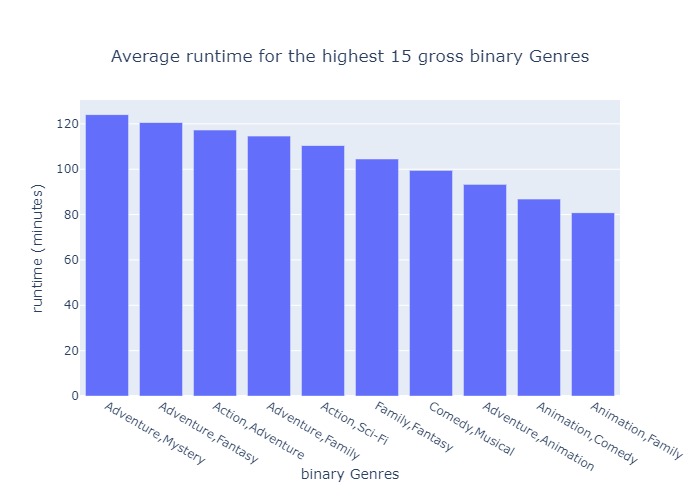 Average runtime for the highest 15 gross binary Genres
runtime (minutes)
120
100
80
60
40
20
0
Adventure,Mystery
Adventure,Fantasy
Action,Adventure
Adventure,Family
Action,Sci-Fi
Family,Fantasy
Comedy,Musical
Adventure,Animation
Animation,Comedy
Animation,Family
binary Genres